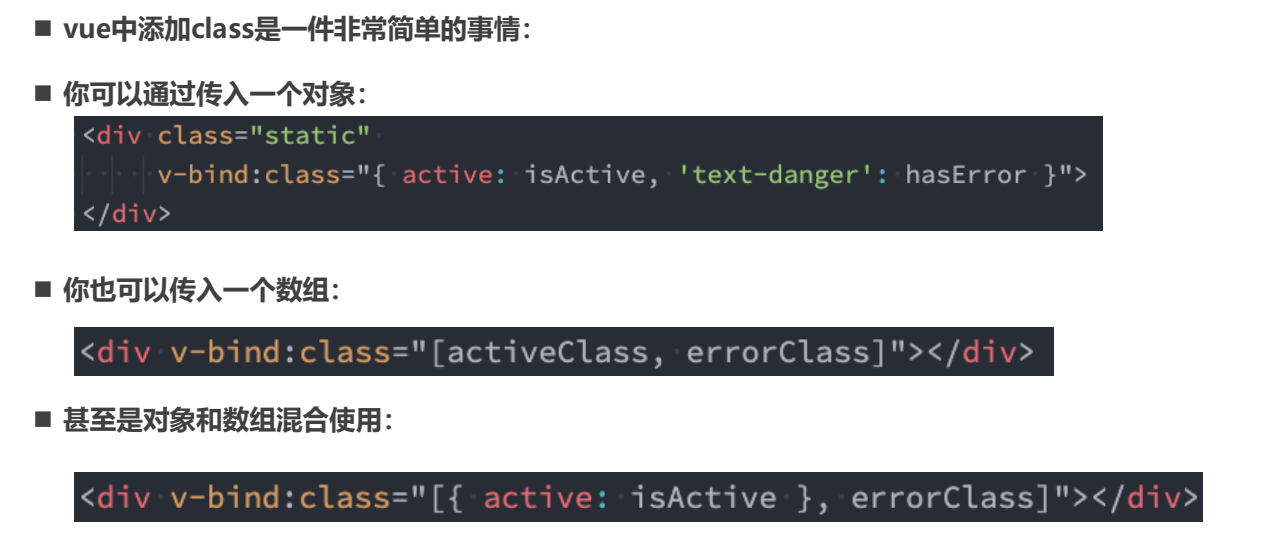 ■ vue中添加class是一件非常简单的事情：
■ 你可以通过传入一个对象：
<div class="static"
v-bind:class="{ active: isActive, 'text-danger': hasError }">
</div>
■ 你也可以传入一个数组：
<div v-bind:class="[activeClass, errorClass]"></div>
■ 甚至是对象和数组混合使用：
<div v-bind:class="[{ active: isActive }, errorClass]"></div>